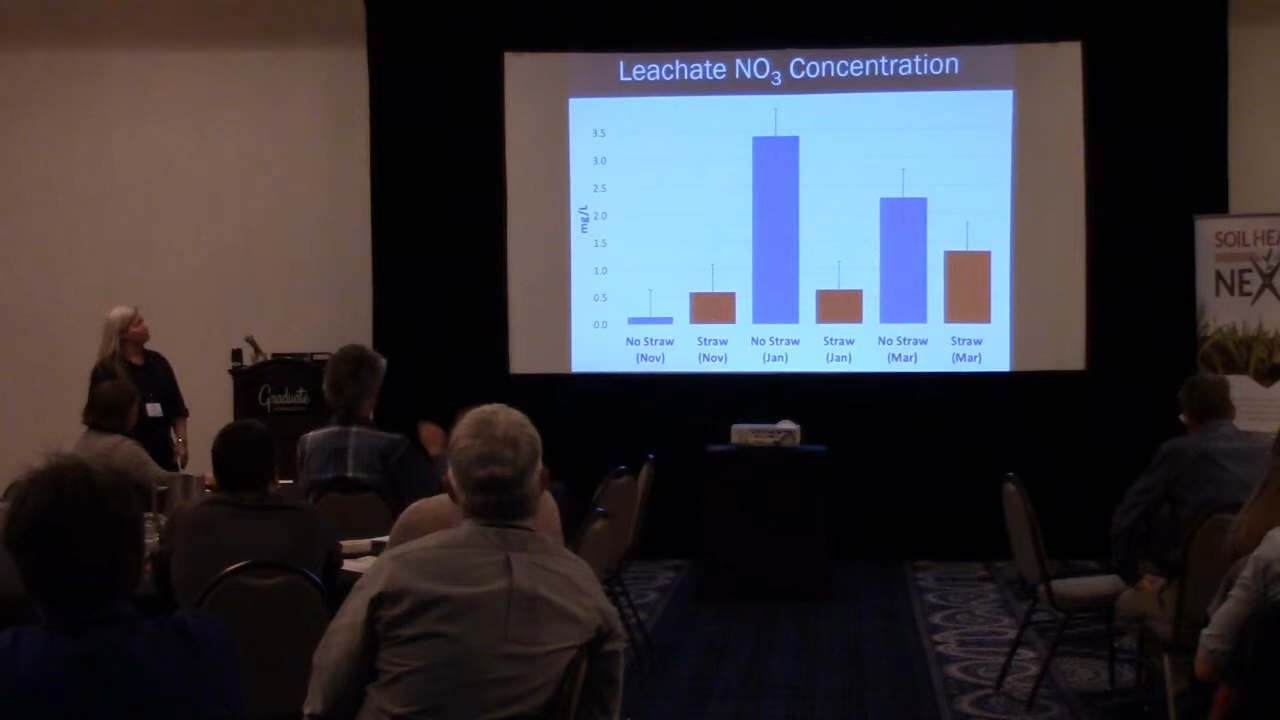 Leachate NO₃ Concentration
3.5
3.0
2.5
2.0
1.5
1.0
0.5
0.0
mg/L
No Straw Straw No Straw Straw No Straw Straw
(Nov) (Nov) (Jan) (Jan) (Mar) (Mar)
Graduate
SOIL HEA
NEX